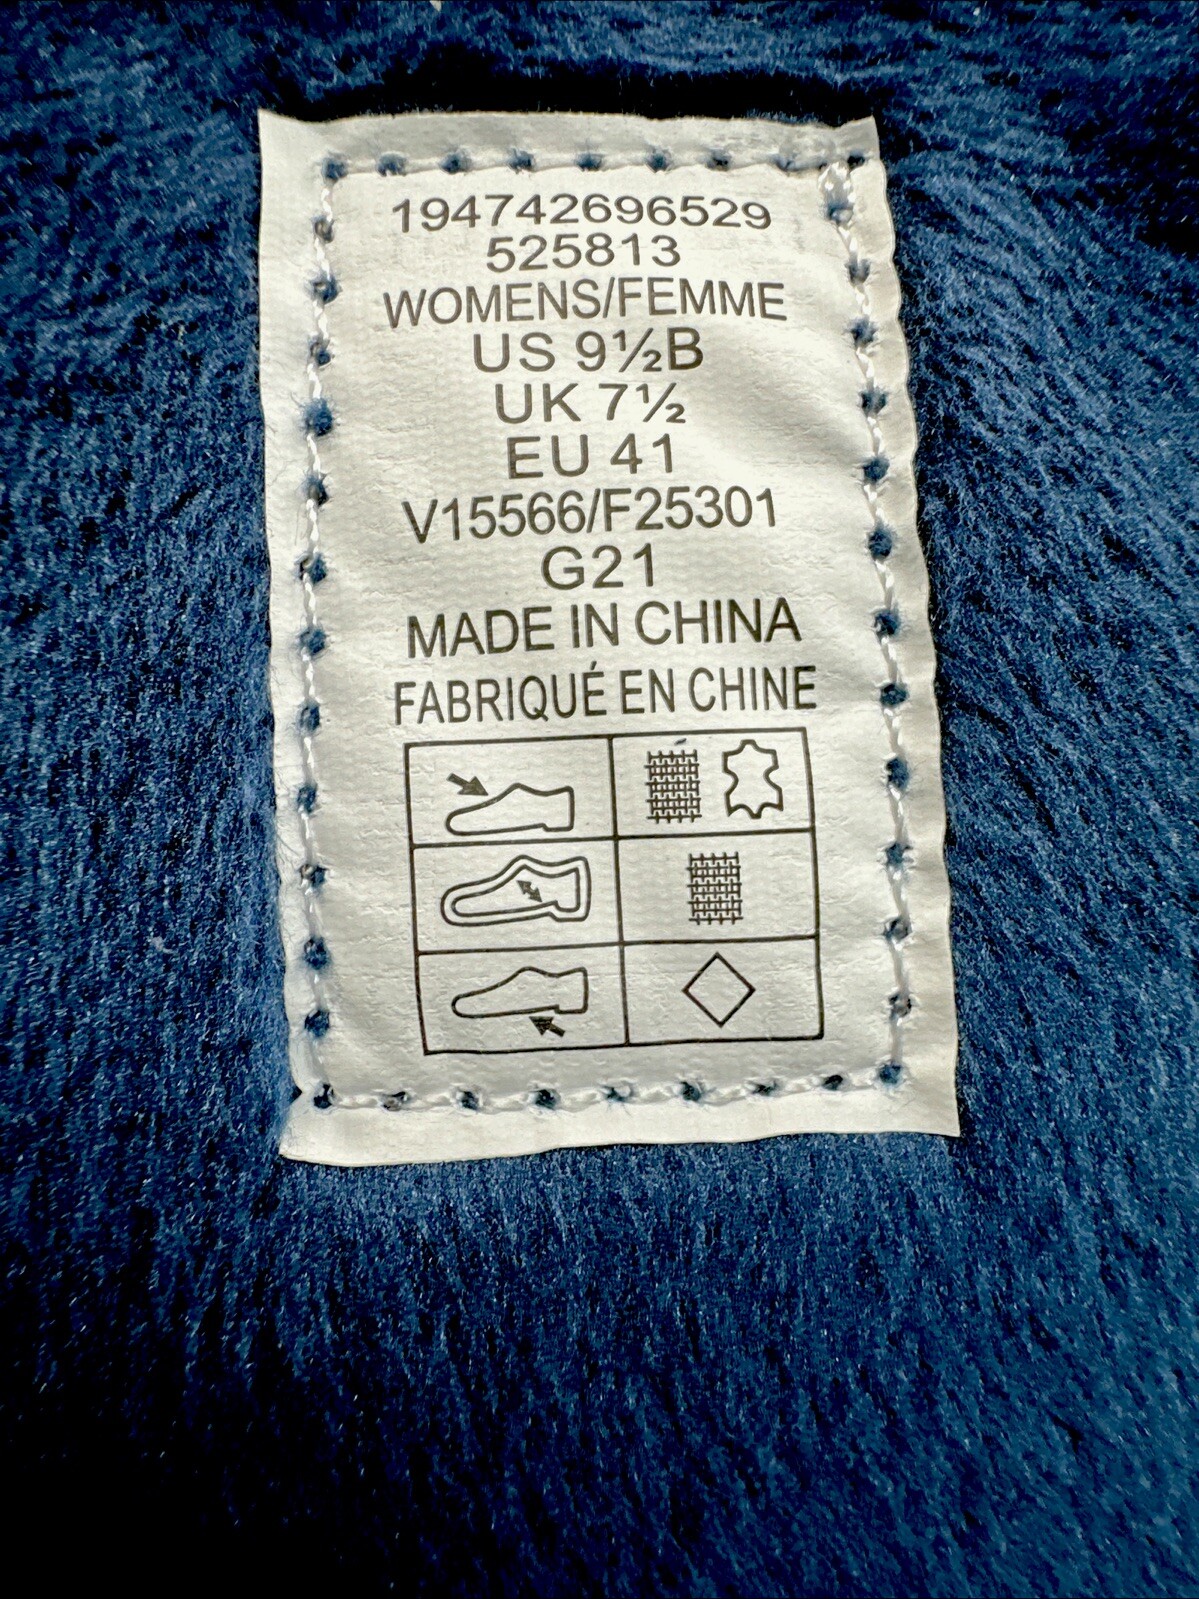 194742696529
525813
WOMENS/FEMME
US 9½B
UK 7½
EU 41
V15566/F25301
G21
MADE IN CHINA
FABRIQUÉ EN CHINE